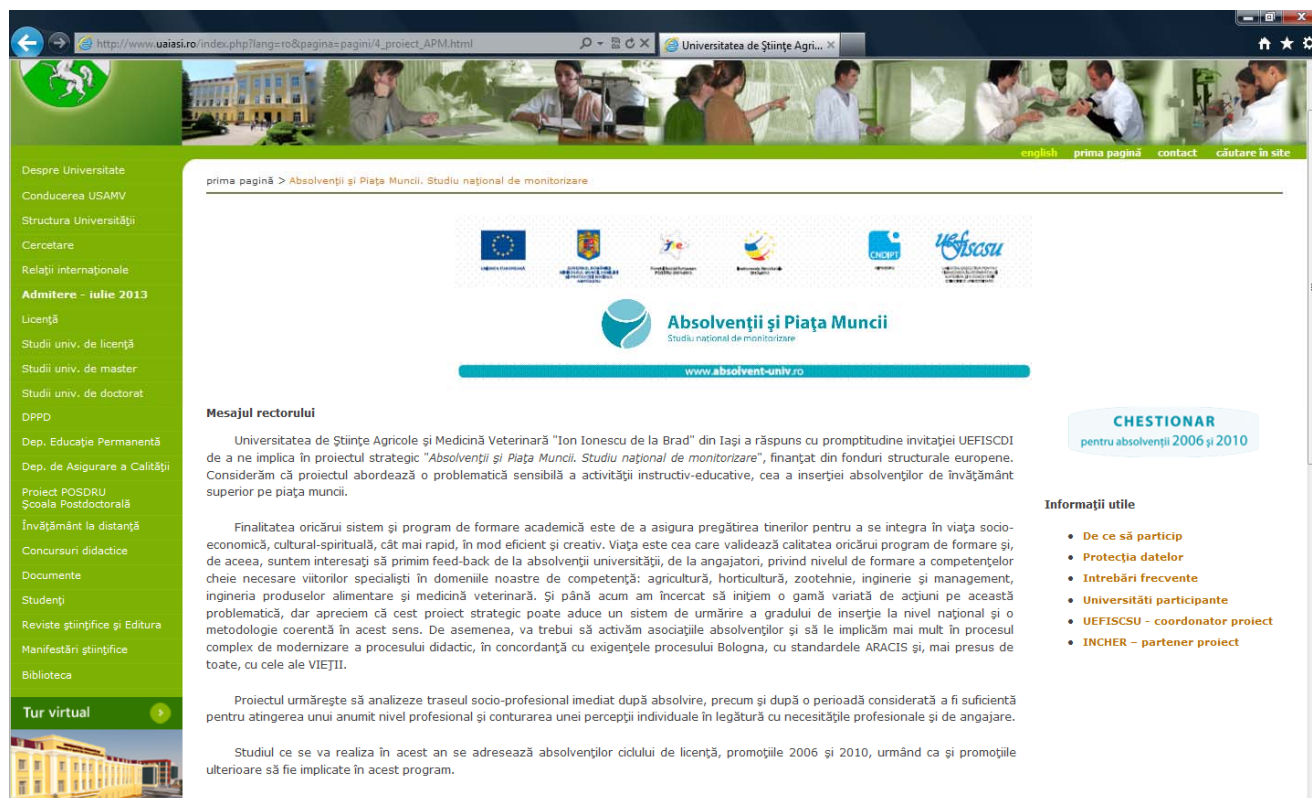 http://www.uaiasi.ro/index.php?lang=ro&pagina=pagini/4_proiect_APM.html
Universitatea de Științe Agri...
english prima pagină contact căutare în site
Despre Universitate
Conducerea USAMV
Structura Universităţii
Cercetare
Relaţii internaţionale
Admitere - iulie 2013
Licenţă
Studii univ. de licenţă
Studii univ. de master
Studii univ. de doctorat
DPPD
Dep. Educaţie Permanentă
Dep. de Asigurare a Calităţii
Proiect POSDRU
Şcoala Postdoctorală
Învăţământ la distanţă
Concursuri didactice
Documente
Studenţi
Reviste ştiinţifice şi Editura
Manifestări ştiinţifice
Biblioteca
Tur virtual
prima pagină > Absolvenţi şi Piaţa Muncii. Studiu naţional de monitorizare
UNIUNEA EUROPEANĂ
CNDIPT
uefiscsu
Absolvenţii şi Piaţa Muncii
Studiu naţional de monitorizare
www.absolvent-univ.ro
Mesajul rectorului
Universitatea de Ştiinţe Agricole şi Medicină Veterinară "Ion Ionescu de la Brad" din Iaşi a răspuns cu promptitudine invitaţiei UEFISCDI
de a ne implica în proiectul strategic "Absolvenţii şi Piaţa Muncii. Studiu naţional de monitorizare", finanţat din fonduri structurale europene.
Considerăm că proiectul abordează o problematică sensibilă a activităţii instructiv-educative, cea a inserţiei absolvenţilor de învăţământ
superior pe piaţa muncii.
Finalitatea oricărui sistem şi program de formare academică este de a asigura pregătirea tinerilor pentru a se integra în viaţa socio-
economică, cultural-spirituală, cât mai rapid, în mod eficient şi creativ. Viaţa este cea care validează calitatea oricărui program de formare şi,
de aceea, suntem interesaţi să primim feed-back de la absolvenţii universităţii, de la angajatori, privind nivelul de formare a competenţelor
cheie necesare viitorilor specialişti în domeniile noastre de competenţă: agricultură, horticultură, zootehnie, inginerie şi management,
ingineria produselor alimentare şi medicină veterinară. Şi până acum am încercat să iniţiem o gamă variată de acţiuni pe această
problematică, dar apreciem că cest proiect strategic poate aduce un sistem de urmărire a gradului de inserţie la nivel naţional şi o
metodologie coerentă în acest sens. De asemenea, va trebui să activăm asociaţiile absolvenţilor şi să le implicăm mai mult în procesul
complex de modernizare a procesului didactic, în concordanţă cu exigenţele procesului Bologna, cu standardele ARACIS şi, mai presus de
toate, cu cele ale VIEŢII.
Proiectul urmăreşte să analizeze traseul socio-profesional imediat după absolvire, precum şi după o perioadă considerată a fi suficientă
pentru atingerea unui anumit nivel profesional şi conturarea unei percepţii individuale în legătură cu necesităţile profesionale şi de angajare.
Studiul ce se va realiza în acest an se adresează absolvenţilor ciclului de licenţă, promoţiile 2006 şi 2010, urmând ca şi promoţiile
ulterioare să fie implicate în acest program.
CHESTIONAR
pentru absolvenţii 2006 şi 2010
Informaţii utile
De ce să particip
Protecţia datelor
Intrebări frecvente
Universităti participante
UEFISCSU - coordonator proiect
INCHER – partener proiect